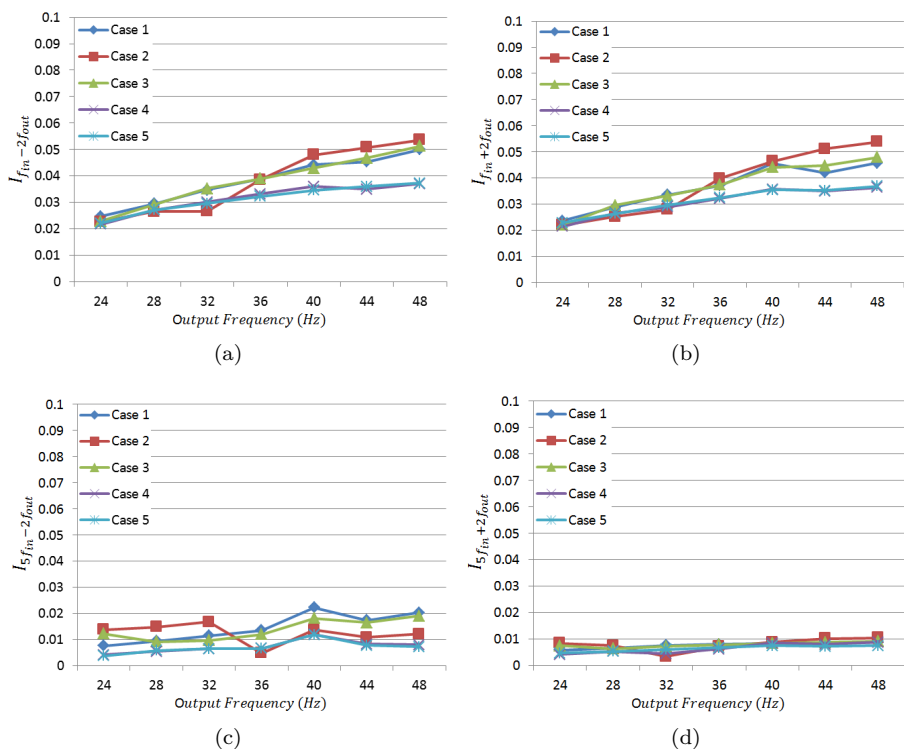 0.1
0.09
0.08
0.07
0.06
0.05
0.04
0.03
0.02
0.01
0
I_{f_{in}-2f_{out}}
Case 1
Case 2
Case 3
Case 4
Case 5
24 28 32 36 40 44 48
Output Frequency (Hz)
(a)
0.1
0.09
0.08
0.07
0.06
0.05
0.04
0.03
0.02
0.01
0
I_{f_{in}+2f_{out}}
Case 1
Case 2
Case 3
Case 4
Case 5
24 28 32 36 40 44 48
Output Frequency (Hz)
(b)
0.1
0.09
0.08
0.07
0.06
0.05
0.04
0.03
0.02
0.01
0
I_{5f_{in}-2f_{out}}
Case 1
Case 2
Case 3
Case 4
Case 5
24 28 32 36 40 44 48
Output Frequency (Hz)
(c)
0.1
0.09
0.08
0.07
0.06
0.05
0.04
0.03
0.02
0.01
0
I_{5f_{in}+2f_{out}}
Case 1
Case 2
Case 3
Case 4
Case 5
24 28 32 36 40 44 48
Output Frequency (Hz)
(d)